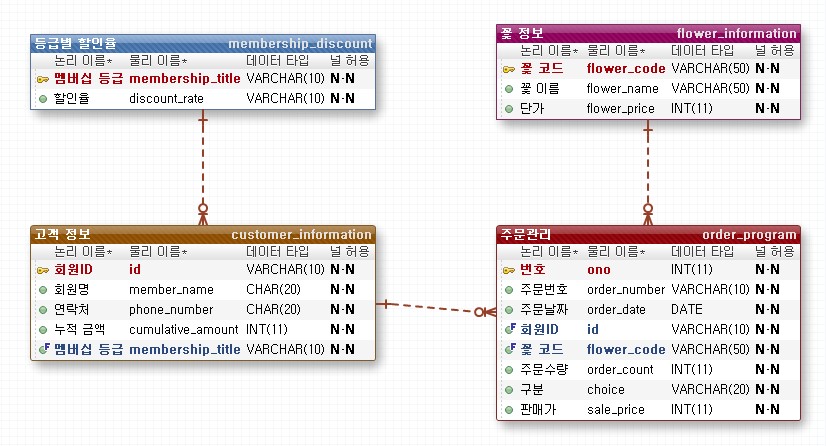 등급별 할인율 membership_discount
논리 이름* 물리 이름* 데이터 타입 널 허용
멤버십 등급 membership_title VARCHAR(10) N-N
할인율 discount_rate VARCHAR(10) N-N
꽃 정보 flower_information
논리 이름* 물리 이름* 데이터 타입 널 허용
꽃 코드 flower_code VARCHAR(50) N-N
꽃 이름 flower_name VARCHAR(50) N-N
단가 flower_price INT(11) N-N
고객 정보 customer_information
논리 이름* 물리 이름* 데이터 타입 널 허용
회원ID id VARCHAR(10) N-N
회원명 member_name CHAR(20) N-N
연락처 phone_number CHAR(20) N-N
누적 금액 cumulative_amount INT(11) N-N
F 멤버십 등급 membership_title VARCHAR(10) N-N
주문관리 order_program
논리 이름* 물리 이름* 데이터 타입 널 허용
번호 ono INT(11) N-N
주문번호 order_number VARCHAR(10) N-N
주문날짜 order_date DATE N-N
F 회원ID id VARCHAR(10) N-N
F 꽃 코드 flower_code VARCHAR(50) N-N
주문수량 order_count INT(11) N-N
구분 choice VARCHAR(20) N-N
판매가 sale_price INT(11) N-N